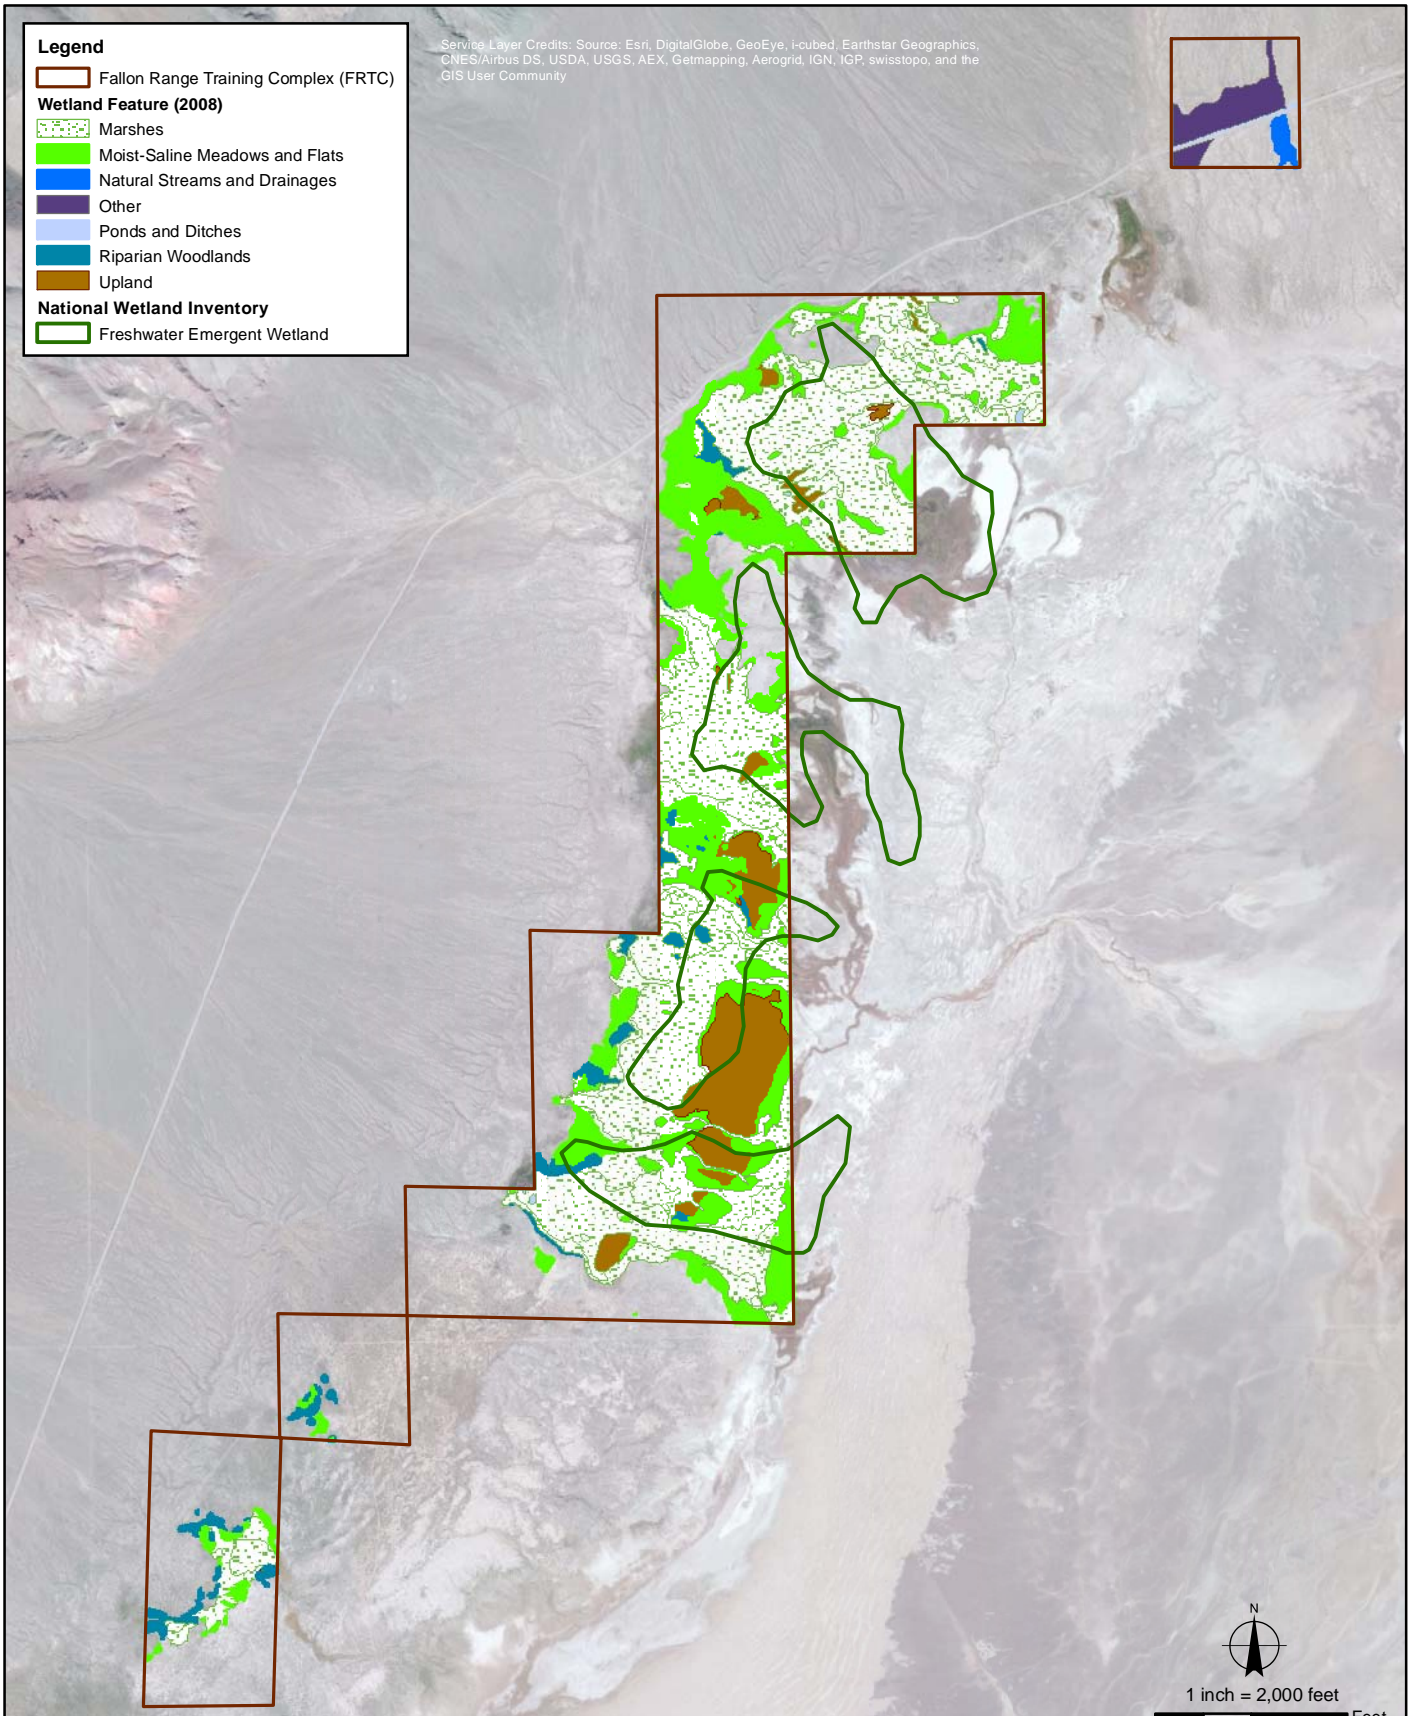 Legend
Fallon Range Training Complex (FRTC)
Wetland Feature (2008)
Marshes
Moist-Saline Meadows and Flats
Natural Streams and Drainages
Other
Ponds and Ditches
Riparian Woodlands
Upland
National Wetland Inventory
Freshwater Emergent Wetland
Service Layer Credits: Source: Esri, DigitalGlobe, GeoEye, i-cubed, Earthstar Geographics,
CNES/Airbus DS, USDA, USGS, AEX, Getmapping, Aerogrid, IGN, IGP, swisstopo, and the
GIS User Community
N
1 inch = 2,000 feet
Feet